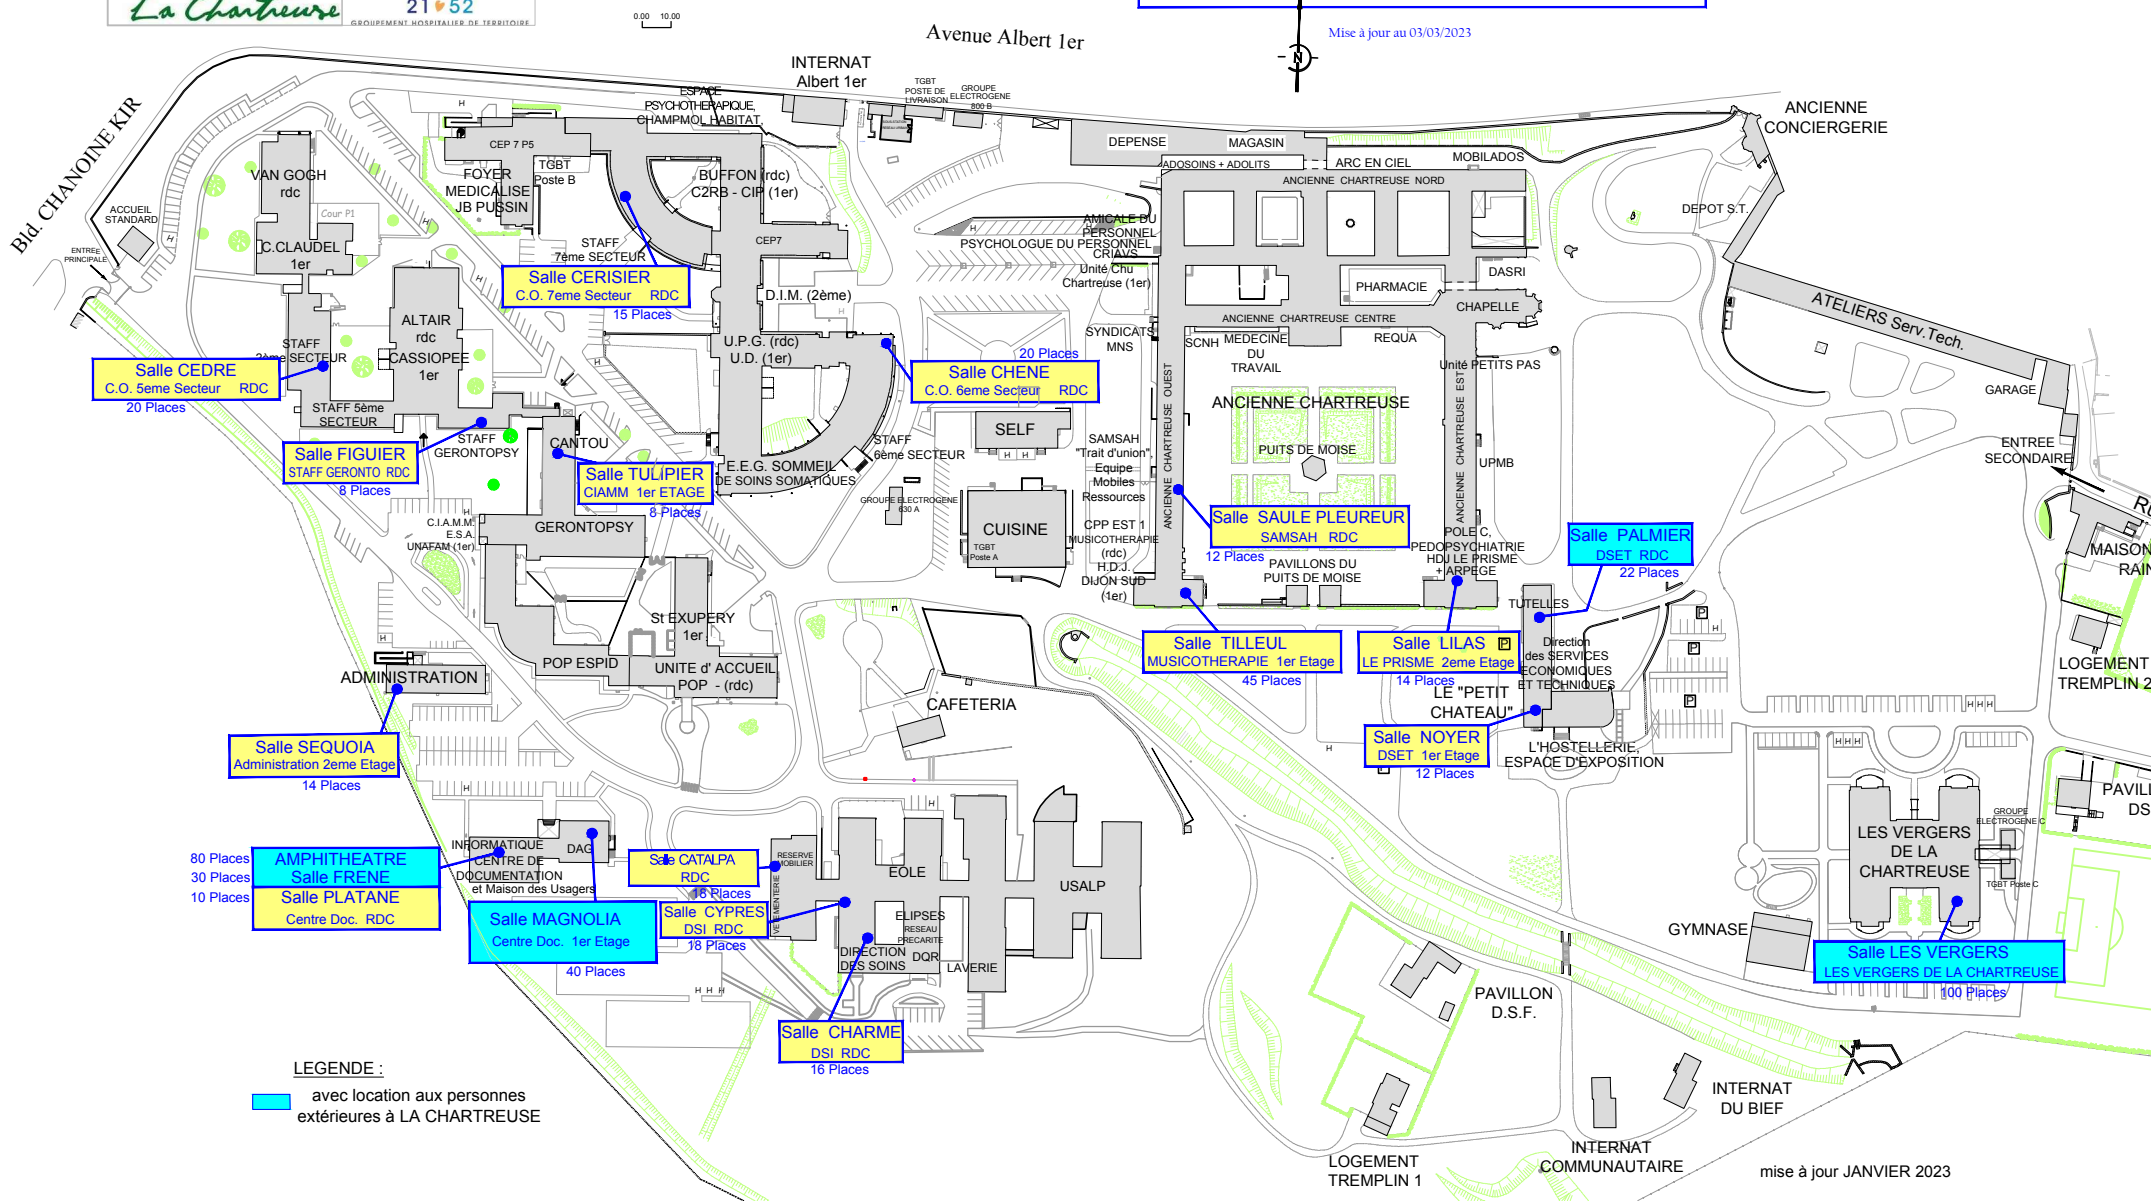 La Chartreuse
21 52
GROUPEMENT HOSPITALIER DE TERRITOIRE
0.00 10.00
Avenue Albert 1er
Mise à jour au 03/03/2023
N
Bld. CHANOINE KIR
ACCUEIL
STANDARD
ENTREE
PRINCIPALE
VAN GOGH
rdc
Cour P1
C.CLAUDEL
1er
ALTAIR
rdc
CASSIOPEE
1er
STAFF
2ème SECTEUR
Salle CEDRE
C.O. 5eme Secteur RDC
20 Places
STAFF 5ème
SECTEUR
Salle FIGUIER
STAFF GERONTO RDC
8 Places
STAFF
GERONTOPSY
CANTOU
Salle TULIPIER
CIAMM 1er ETAGE
8 Places
GERONTOPSY
C.I.A.M.M.
E.S.A.
UNAFAM (1er)
CEP 7 P5
TGBT
Poste B
FOYER
MEDICALISE
JB PUSSIN
ESPACE
PSYCHOTHERAPIQUE,
CHAMPMOL HABITAT,
BUFFON (rdc)
C2RB - CIP (1er)
STAFF
7ème SECTEUR
Salle CERISIER
C.O. 7eme Secteur RDC
15 Places
CEP7
D.I.M. (2ème)
U.P.G. (rdc)
U.D. (1er)
E.E.G. SOMMEIL
DE SOINS SOMATIQUES
STAFF
6ème SECTEUR
20 Places
Salle CHENE
C.O. 6eme Secteur RDC
INTERNAT
Albert 1er
TGBT
POSTE DE
LIVRAISON
GROUPE
ELECTROGENE
800 B
DEPENSE
MAGASIN
ADOSOINS + ADOLITS
ARC EN CIEL
MOBILADOS
ANCIENNE CHARTREUSE NORD
AMICALE DU
PERSONNEL
PSYCHOLOGUE DU PERSONNEL
CRIAVS
Unité Chu
Chartreuse (1er)
SYNDICATS
MNS
PHARMACIE
DASRI
CHAPELLE
ANCIENNE CHARTREUSE CENTRE
SCNH
MEDECINE
DU
TRAVAIL
REQUA
Unité PETITS PAS
ANCIENNE CHARTREUSE
ANCIENNE CHARTREUSE OUEST
ANCIENNE CHARTREUSE EST
PUITS DE MOISE
UPMB
SELF
SAMSAH
"Trait d'union",
Equipe
Mobiles
Ressources
GROUPE ELECTROGENE
630 A
CUISINE
TGBT
Poste A
CPP EST 1
MUSICOTHERAPIE
(rdc)
H.D.J.
DIJON SUD
(1er)
Salle SAULE PLEUREUR
SAMSAH RDC
12 Places
PAVILLONS DU
PUITS DE MOISE
POLE C,
PEDOPSYCHIATRIE
HDJ LE PRISME
+ ARPEGE
Salle PALMIER
DSET RDC
22 Places
TUTELLES
Salle TILLEUL
MUSICOTHERAPIE 1er Etage
45 Places
Salle LILAS
LE PRISME 2eme Etage
14 Places
Direction
des SERVICES
ECONOMIQUES
ET TECHNIQUES
LE "PETIT
CHATEAU"
Salle NOYER
DSET 1er Etage
12 Places
L'HOSTELLERIE,
ESPACE D'EXPOSITION
ANCIENNE
CONCIERGERIE
DEPOT S.T.
ATELIERS Serv.Tech.
GARAGE
ENTREE
SECONDAIRE
MAISON
RAIN
LOGEMENT
TREMPLIN 2
PAVILL
DS
St EXUPERY
1er
POP ESPID
UNITE d' ACCUEIL
POP - (rdc)
ADMINISTRATION
Salle SEQUOIA
Administration 2eme Etage
14 Places
CAFETERIA
INFORMATIQUE
CENTRE DE
DOCUMENTATION
et Maison des Usagers
DAG
80 Places
30 Places
10 Places
AMPHITHEATRE
Salle FRENE
Salle PLATANE
Centre Doc. RDC
Salle MAGNOLIA
Centre Doc. 1er Etage
40 Places
Salle CATALPA
RDC
18 Places
Salle CYPRES
DSI RDC
18 Places
RESERVE
MOBILIER
VETEMENTERIE
EOLE
ELIPSES
RESEAU
PRECARITE
DIRECTION
DES SOINS
DQR
LAVERIE
USALP
Salle CHARME
DSI RDC
16 Places
LES VERGERS
DE LA
CHARTREUSE
GROUPE
ELECTROGENE C
TGBT Poste C
GYMNASE
Salle LES VERGERS
LES VERGERS DE LA CHARTREUSE
100 Places
PAVILLON
D.S.F.
INTERNAT
DU BIEF
INTERNAT
COMMUNAUTAIRE
LOGEMENT
TREMPLIN 1
LEGENDE :
avec location aux personnes
extérieures à LA CHARTREUSE
mise à jour JANVIER 2023